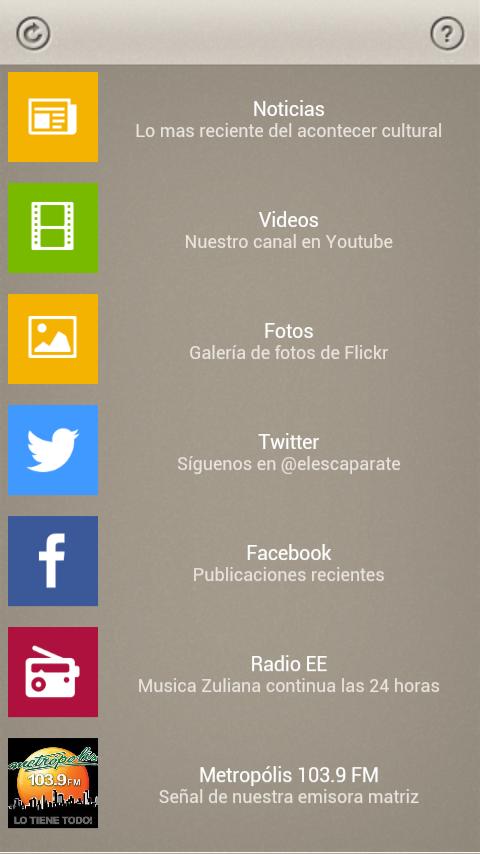 Noticias
Lo mas reciente del acontecer cultural
Videos
Nuestro canal en Youtube
Fotos
Galería de fotos de Flickr
Twitter
Síguenos en @elescaparate
Facebook
Publicaciones recientes
Radio EE
Musica Zuliana continua las 24 horas
metropolis
103.9 FM
LO TIENE TODO!
Metropólis 103.9 FM
Señal de nuestra emisora matriz